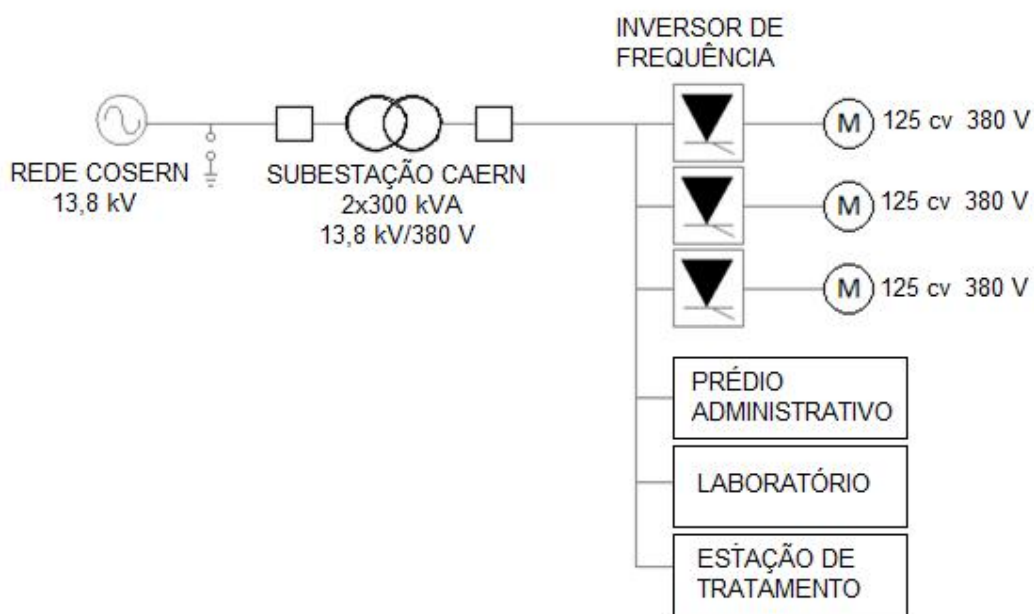 INVERSOR DE
FREQUÊNCIA
REDE COSERN
13,8 kV
SUBESTAÇÃO CAERN
2x300 kVA
13,8 kV/380 V
M 125 cv 380 V
M 125 cv 380 V
M 125 cv 380 V
PRÉDIO
ADMINISTRATIVO
LABORATÓRIO
ESTAÇÃO DE
TRATAMENTO